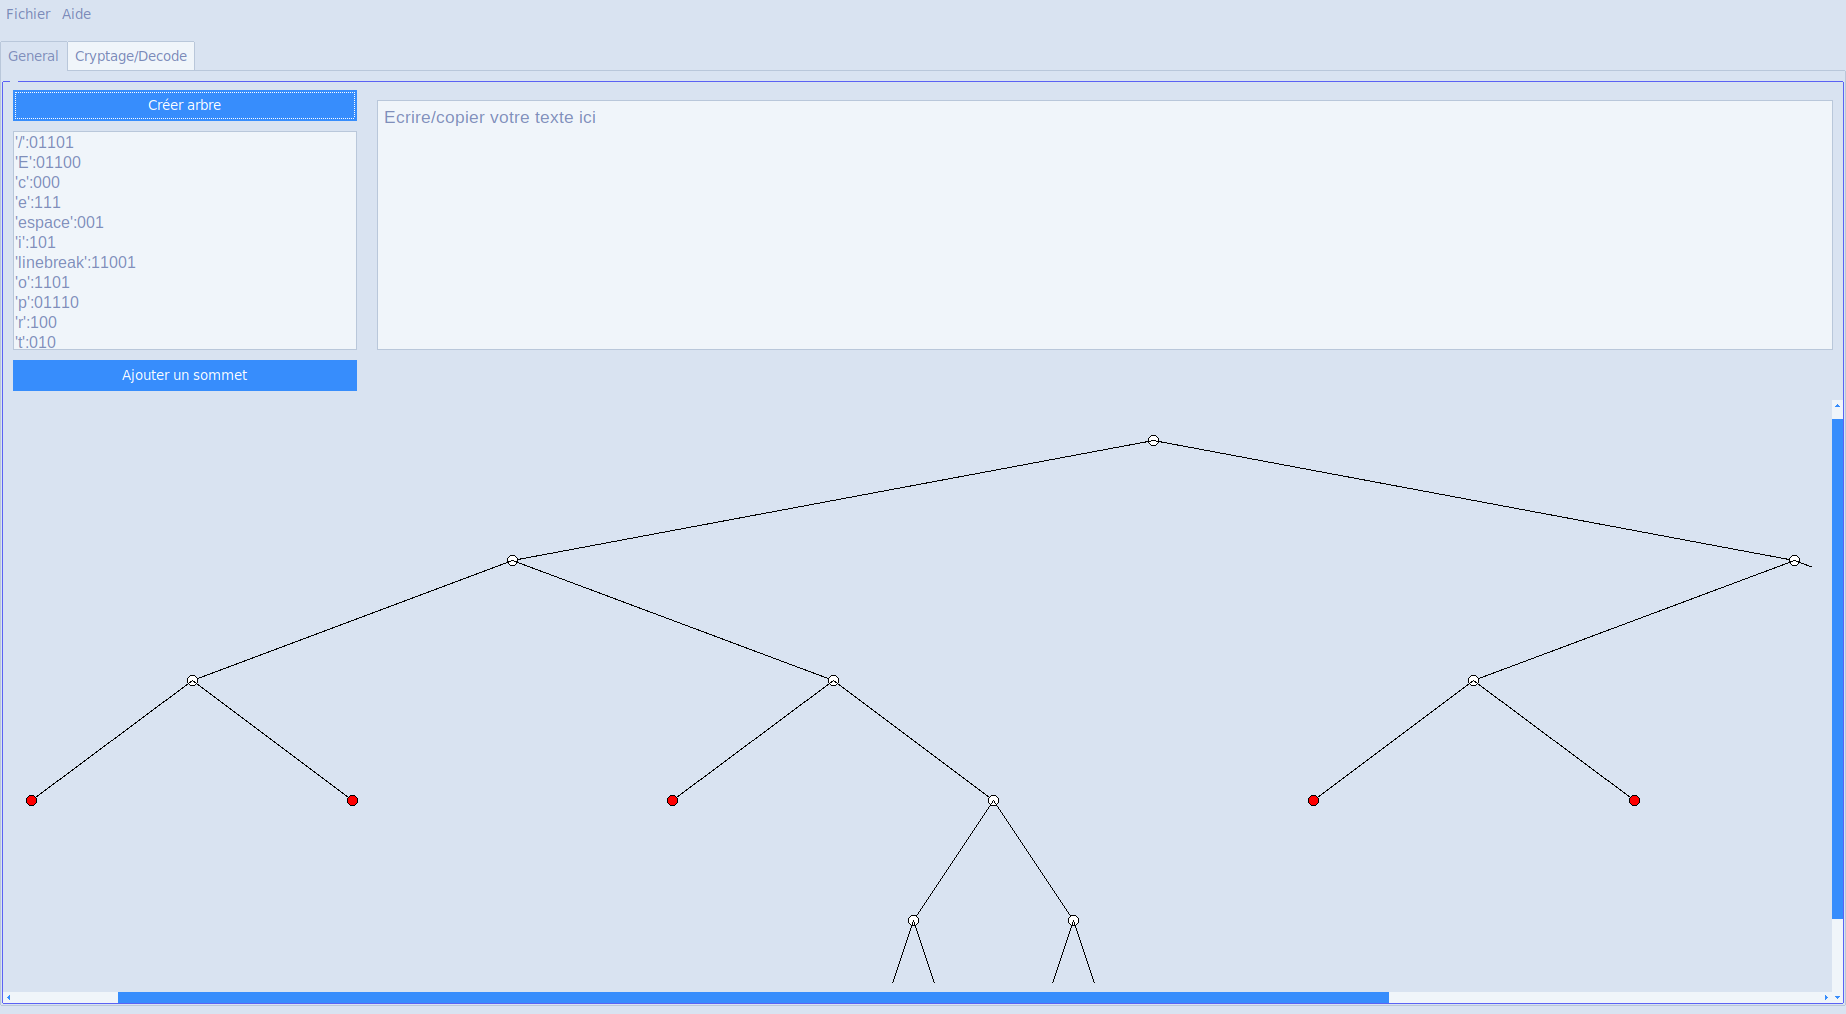 Fichier Aide
General Cryptage/Decode
Créer arbre
Ecrire/copier votre texte ici
'/':01101
'E':01100
'c':000
'e':111
'espace':001
'i':101
'linebreak':11001
'o':1101
'p':01110
'r':100
't':010
Ajouter un sommet